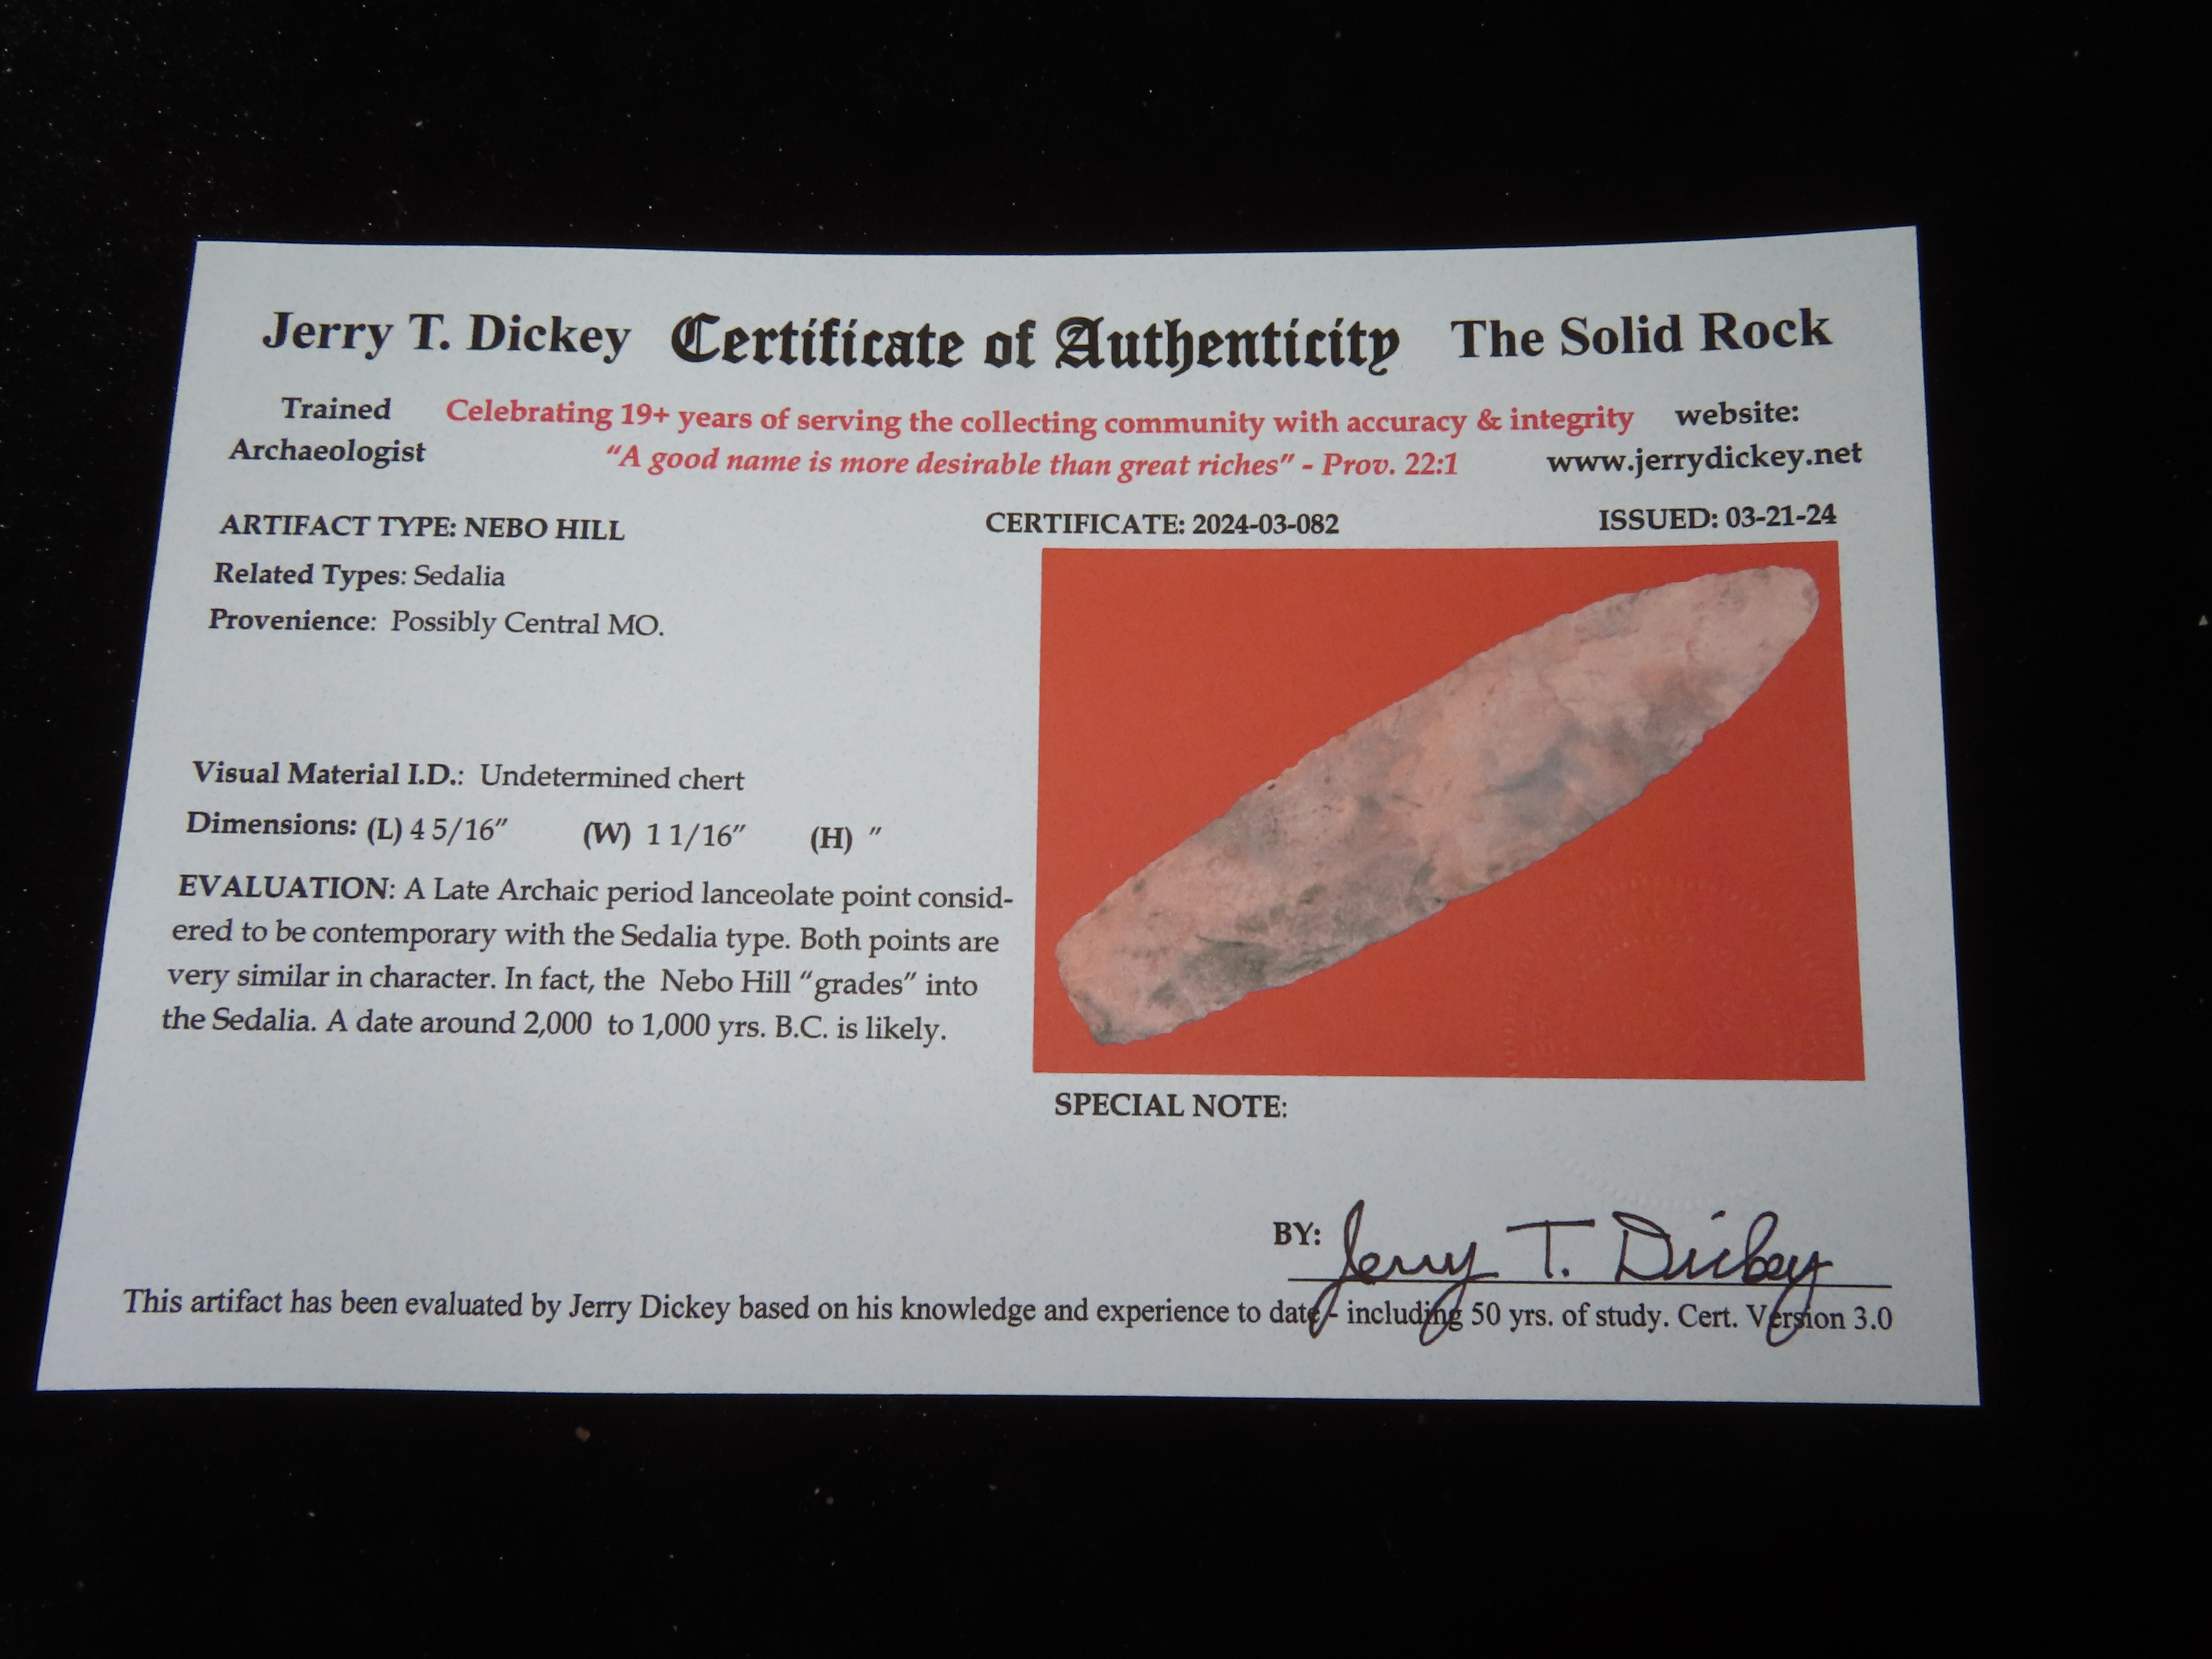 Jerry T. Dickey Certificate of Authenticity The Solid Rock
Trained Archaeologist
Celebrating 19+ years of serving the collecting community with accuracy & integrity
"A good name is more desirable than great riches" - Prov. 22:1
website:
www.jerrydickey.net
ARTIFACT TYPE: NEBO HILL
CERTIFICATE: 2024-03-082
ISSUED: 03-21-24
Related Types: Sedalia
Provenience: Possibly Central MO.
Visual Material I.D.: Undetermined chert
Dimensions: (L) 4 5/16" (W) 1 1/16" (H) "
EVALUATION: A Late Archaic period lanceolate point consid-
ered to be contemporary with the Sedalia type. Both points are
very similar in character. In fact, the Nebo Hill "grades" into
the Sedalia. A date around 2,000 to 1,000 yrs. B.C. is likely.
SPECIAL NOTE:
BY: Jerry T. Dickey
This artifact has been evaluated by Jerry Dickey based on his knowledge and experience to date - including 50 yrs. of study. Cert. Version 3.0